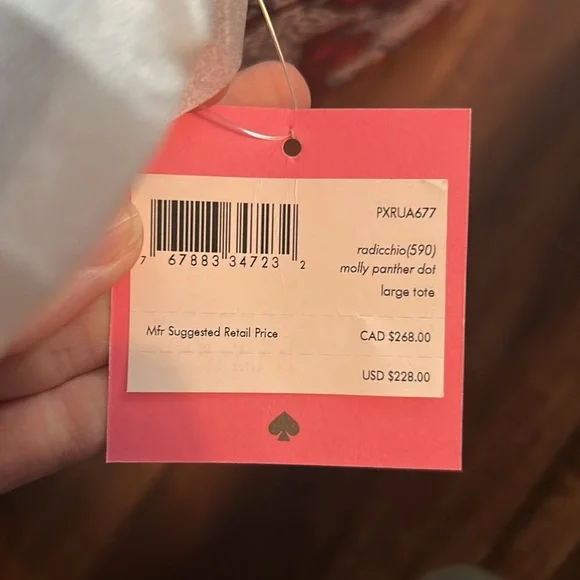 PXRUA677
7 67883 34723 2
radicchio(590)
molly panther dot
large tote
Mfr Suggested Retail Price CAD $268.00
USD $228.00